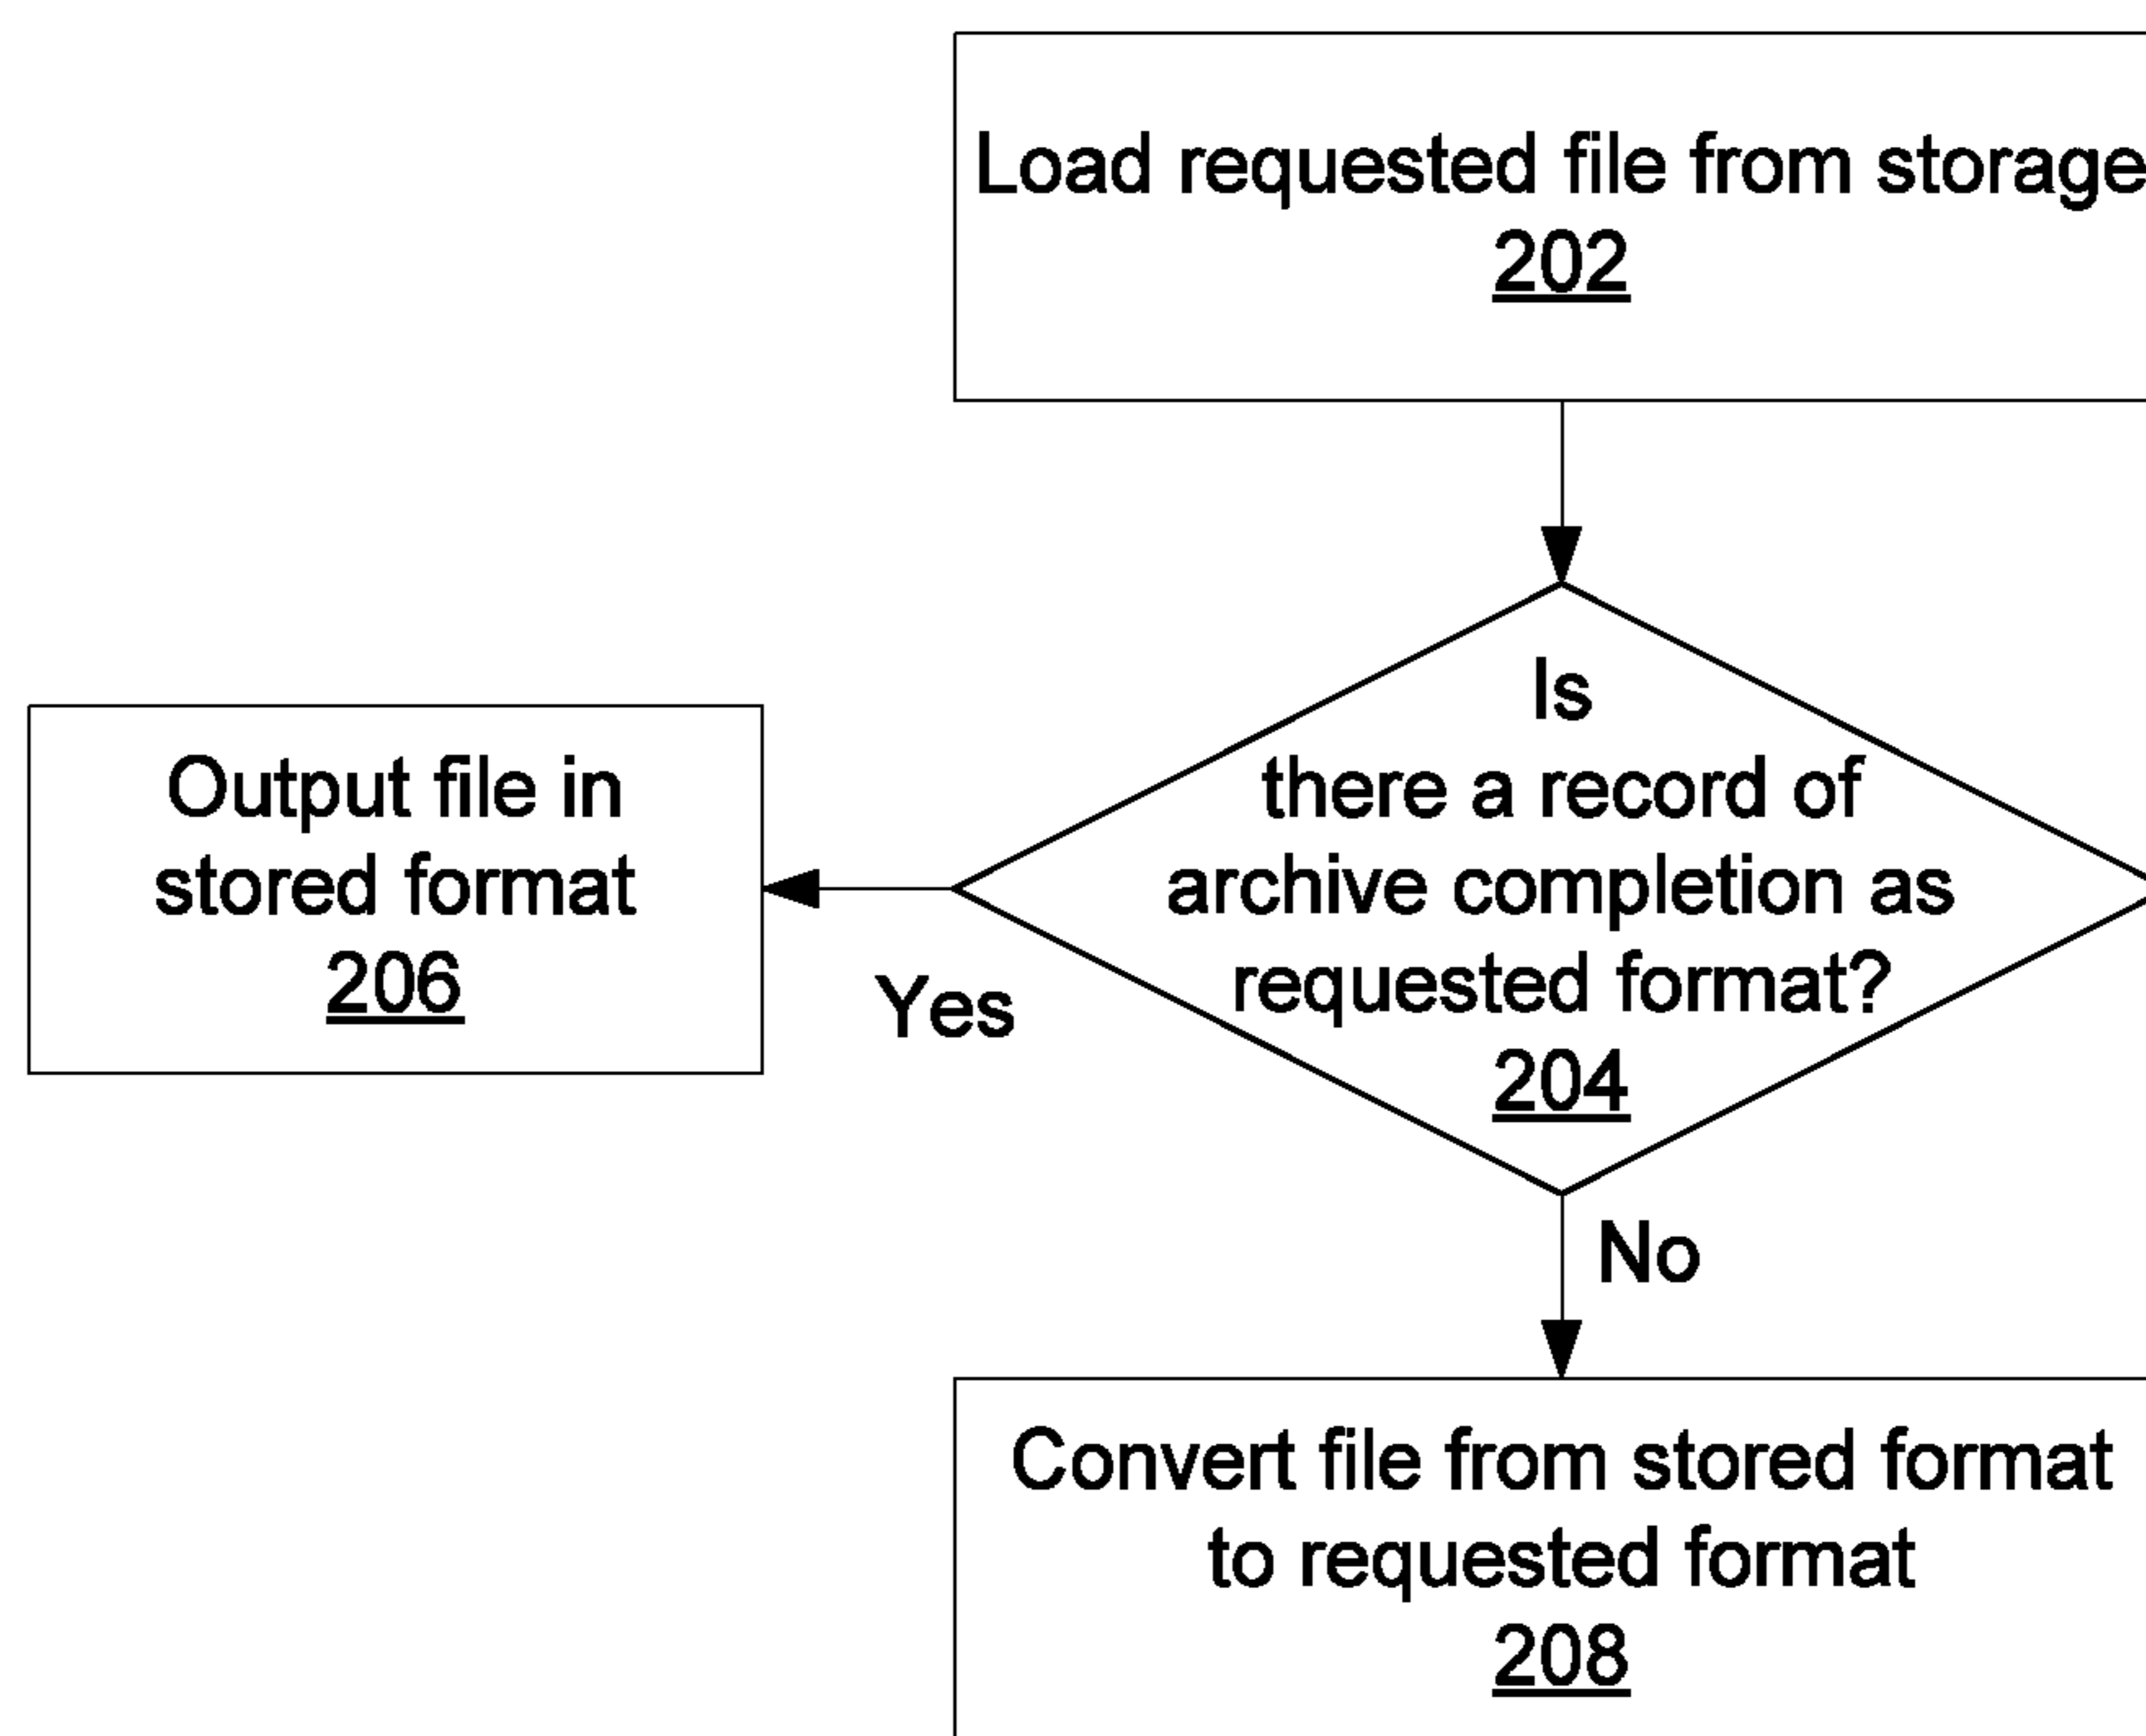 Load requested file from storage
202
Is
there a record of
archive completion as
requested format?
204
Output file in
stored format
206
Yes
No
Convert file from stored format
to requested format
208